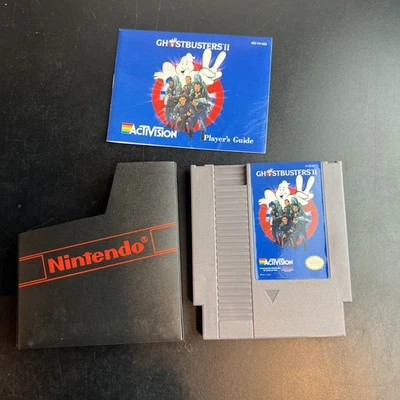 GHOSTBUSTERS II
ACTIVISION
Player's Guide
Nintendo®
GHOSTBUSTERS II
ACTIVISION